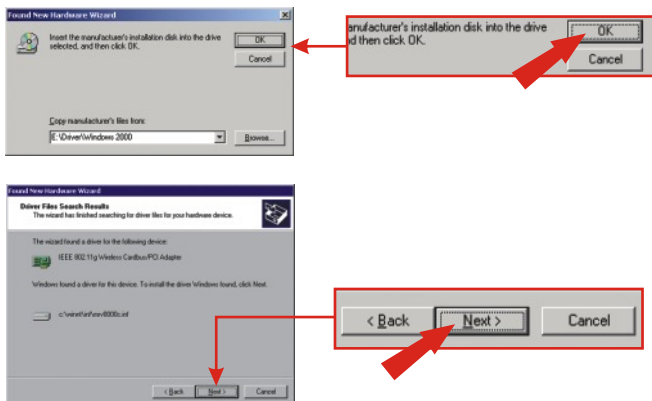 Found New Hardware Wizard
Insert the manufacturer's installation disk into the drive
selected, and then click OK.
OK
Cancel
Copy manufacturer's files from:
E:\Driver\Windows 2000
Browse...
anufacturer's installation disk into the drive
d then click OK.
OK
Cancel
Found New Hardware Wizard
Driver Files Search Results
The wizard has finished searching for driver files for your hardware device.
The wizard found a driver for the following device:
IEEE 802.11g Wireless Cardbus/PCI Adapter
Windows found a driver for this device. To install the driver Windows found, click Next.
< Back
Next >
Cancel
< Back
Next >
Cancel